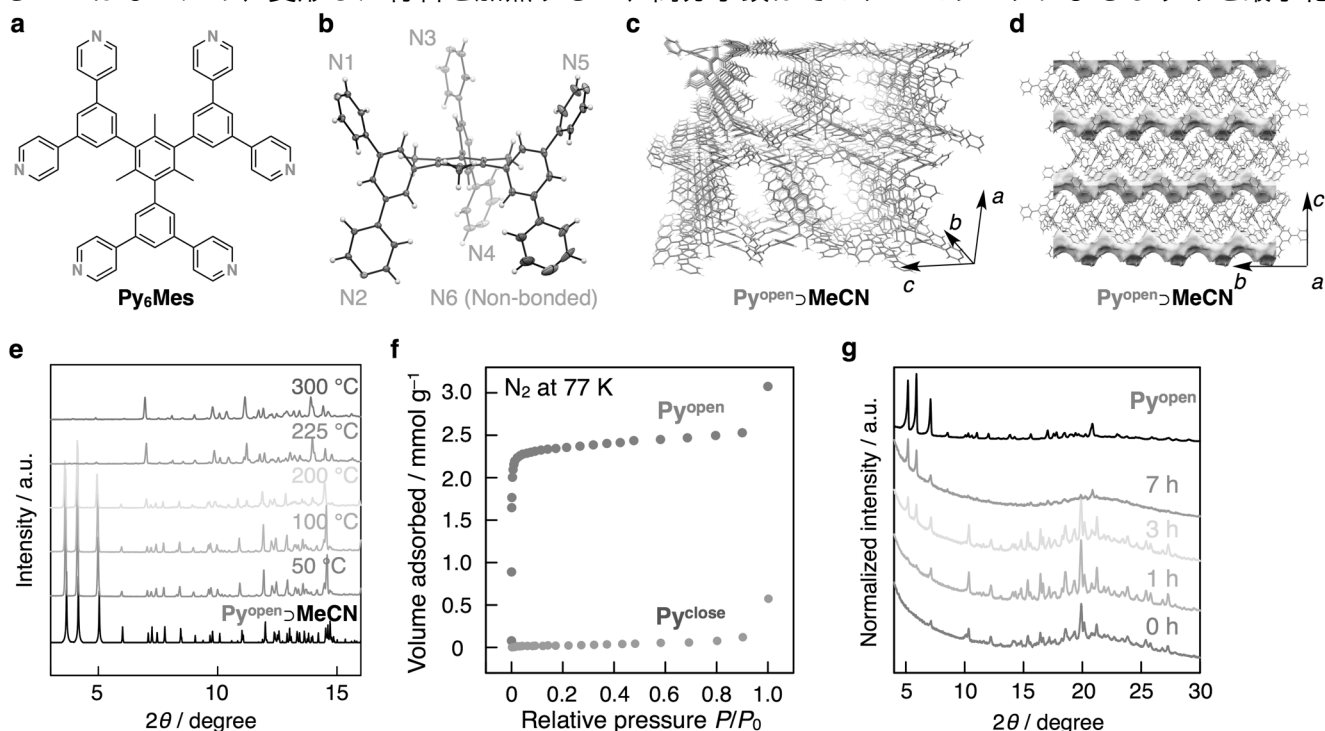 a
b
c
d
N
N
N
N
N
N
Py₆Mes
N1
N3
N5
N2
N4
N6 (Non-bonded)
a
b
c
Pyᵒᵖᵉⁿ⊃MeCN
c
b
a
Pyᵒᵖᵉⁿ⊃MeCN
e
Intensity / a.u.
300 °C
225 °C
200 °C
100 °C
50 °C
Pyᵒᵖᵉⁿ⊃MeCN
5
10
15
2θ / degree
f
Volume adsorbed / mmol g⁻¹
N₂ at 77 K
3.0
2.5
2.0
1.5
1.0
0.5
0
Pyᵒᵖᵉⁿ
Pyᶜˡᵒˢᵉ
0
0.2
0.4
0.6
0.8
1.0
Relative pressure P/P₀
g
Normalized intensity / a.u.
Pyᵒᵖᵉⁿ
7 h
3 h
1 h
0 h
5
10
15
20
25
30
2θ / degree